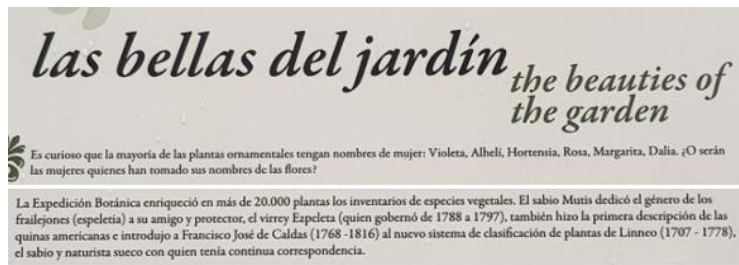 las bellas del jardín
the beauties of
the garden
Es curioso que la mayoría de las plantas ornamentales tengan nombres de mujer: Violeta, Alhelí, Hortensia, Rosa, Margarita, Dalia. ¿O serán
las mujeres quienes han tomado sus nombres de las flores?
La Expedición Botánica enriqueció en más de 20.000 plantas los inventarios de especies vegetales. El sabio Mutis dedicó el género de los
frailejones (espeletia) a su amigo y protector, el virrey Ezpeleta (quien gobernó de 1788 a 1797), también hizo la primera descripción de las
quinas americanas e introdujo a Francisco José de Caldas (1768 -1816) al nuevo sistema de clasificación de plantas de Linneo (1707 - 1778),
el sabio y naturista sueco con quien tenía continua correspondencia.